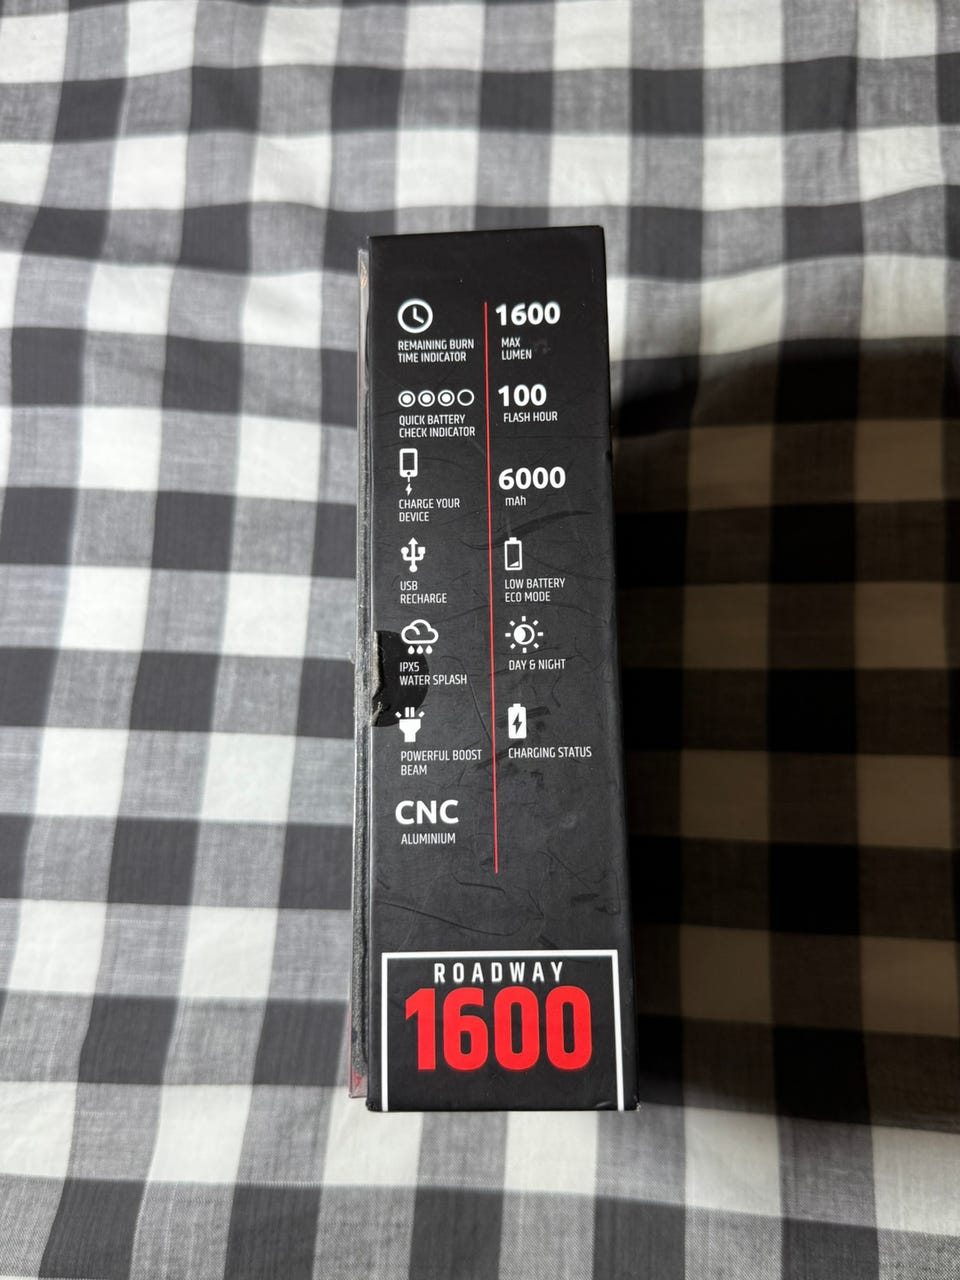 REMAINING BURN
TIME INDICATOR
QUICK BATTERY
CHECK INDICATOR
CHARGE YOUR
DEVICE
USB
RECHARGE
IPX5
WATER SPLASH
POWERFUL BOOST
BEAM
CNC
ALUMINIUM
1600
MAX
LUMEN
100
FLASH HOUR
6000
mAh
LOW BATTERY
ECO MODE
DAY & NIGHT
CHARGING STATUS
ROADWAY
1600